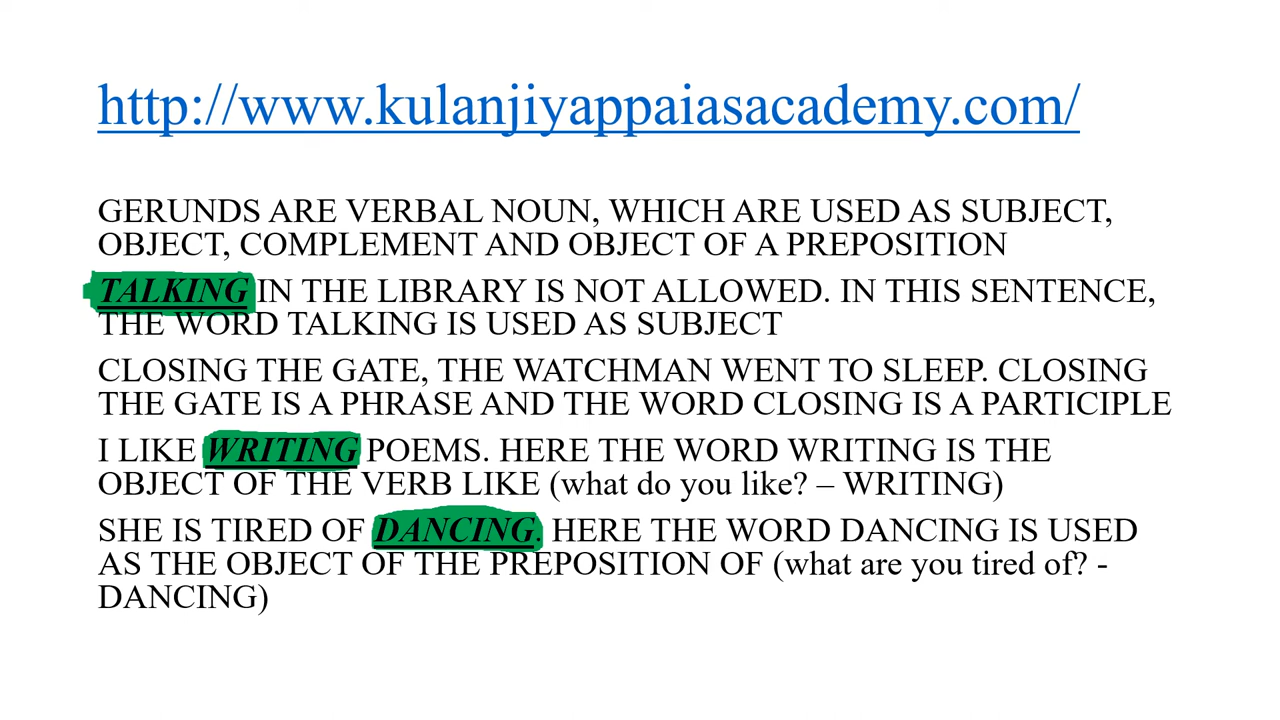 http://www.kulanjiyappaiasacademy.com/
GERUNDS ARE VERBAL NOUN, WHICH ARE USED AS SUBJECT,
OBJECT, COMPLEMENT AND OBJECT OF A PREPOSITION
TALKING IN THE LIBRARY IS NOT ALLOWED. IN THIS SENTENCE,
THE WORD TALKING IS USED AS SUBJECT
CLOSING THE GATE, THE WATCHMAN WENT TO SLEEP. CLOSING
THE GATE IS A PHRASE AND THE WORD CLOSING IS A PARTICIPLE
I LIKE WRITING POEMS. HERE THE WORD WRITING IS THE
OBJECT OF THE VERB LIKE (what do you like? – WRITING)
SHE IS TIRED OF DANCING. HERE THE WORD DANCING IS USED
AS THE OBJECT OF THE PREPOSITION OF (what are you tired of? -
DANCING)